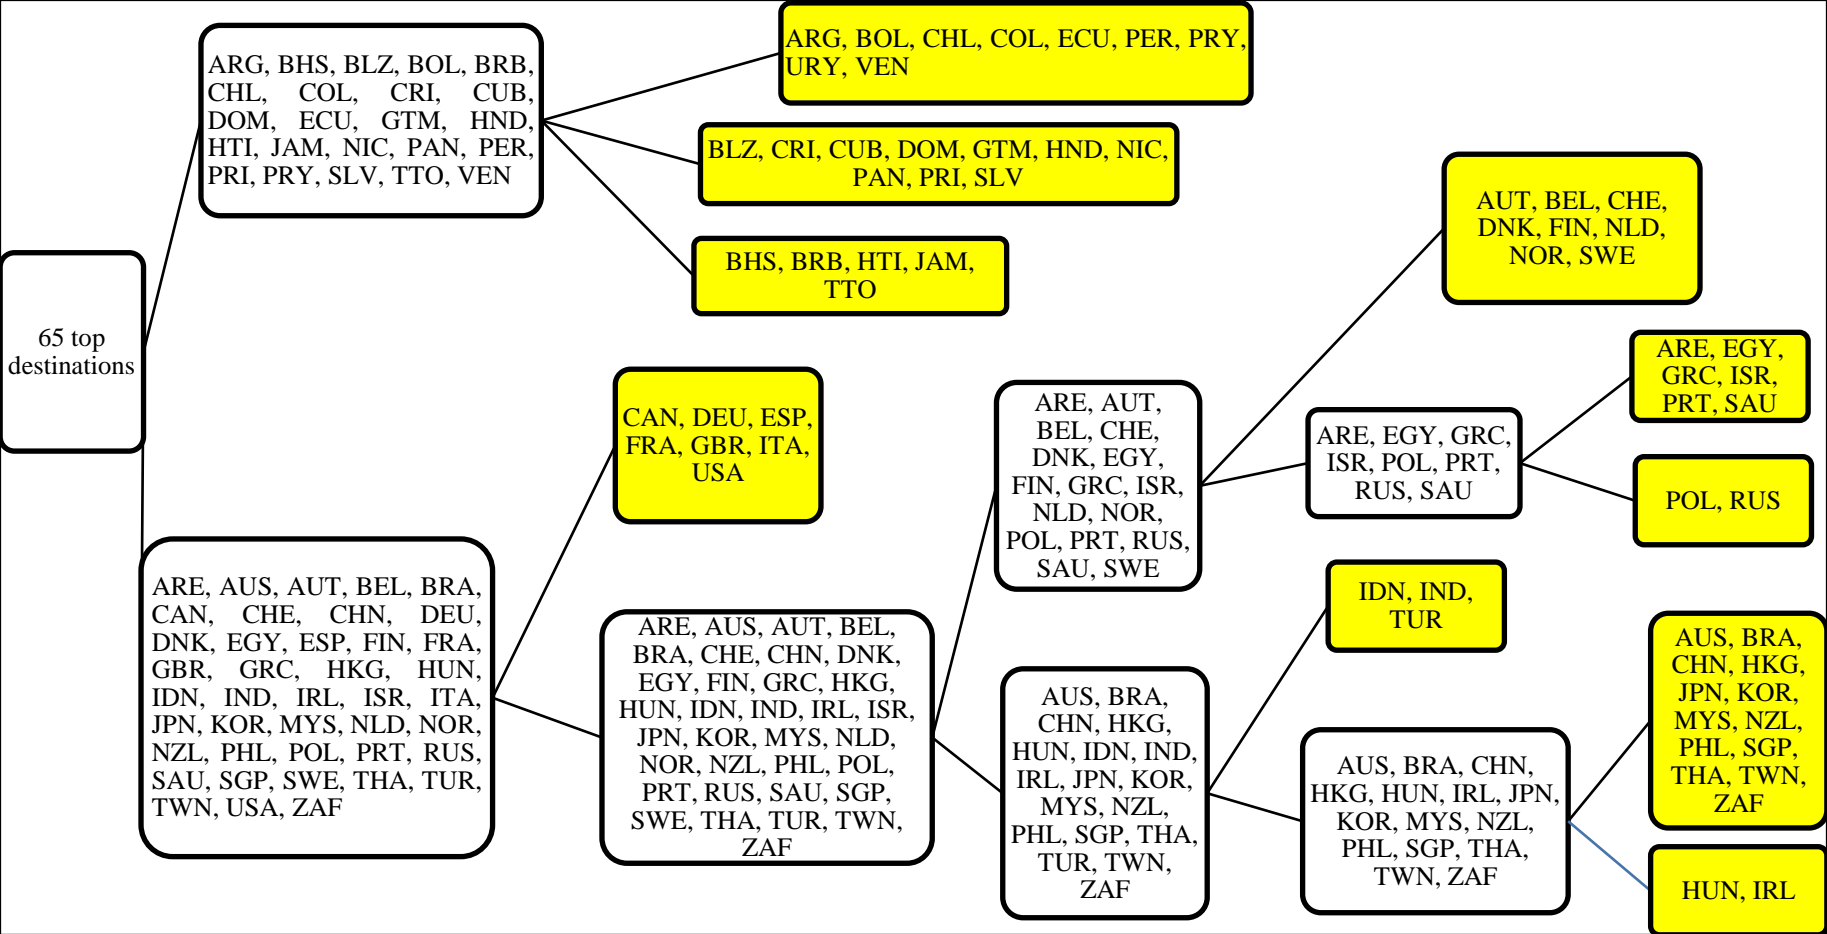 65 top
destinations
ARG, BHS, BLZ, BOL, BRB,
CHL, COL, CRI, CUB,
DOM, ECU, GTM, HND,
HTI, JAM, NIC, PAN, PER,
PRI, PRY, SLV, TTO, VEN
ARG, BOL, CHL, COL, ECU, PER, PRY,
URY, VEN
BLZ, CRI, CUB, DOM, GTM, HND, NIC,
PAN, PRI, SLV
BHS, BRB, HTI, JAM,
TTO
ARE, AUS, AUT, BEL, BRA,
CAN, CHE, CHN, DEU,
DNK, EGY, ESP, FIN, FRA,
GBR, GRC, HKG, HUN,
IDN, IND, IRL, ISR, ITA,
JPN, KOR, MYS, NLD, NOR,
NZL, PHL, POL, PRT, RUS,
SAU, SGP, SWE, THA, TUR,
TWN, USA, ZAF
CAN, DEU, ESP,
FRA, GBR, ITA,
USA
ARE, AUS, AUT, BEL,
BRA, CHE, CHN, DNK,
EGY, FIN, GRC, HKG,
HUN, IDN, IND, IRL, ISR,
JPN, KOR, MYS, NLD,
NOR, NZL, PHL, POL,
PRT, RUS, SAU, SGP,
SWE, THA, TUR, TWN,
ZAF
ARE, AUT,
BEL, CHE,
DNK, EGY,
FIN, GRC, ISR,
NLD, NOR,
POL, PRT, RUS,
SAU, SWE
AUT, BEL, CHE,
DNK, FIN, NLD,
NOR, SWE
ARE, EGY, GRC,
ISR, POL, PRT,
RUS, SAU
ARE, EGY,
GRC, ISR,
PRT, SAU
POL, RUS
AUS, BRA,
CHN, HKG,
HUN, IDN, IND,
IRL, JPN, KOR,
MYS, NZL,
PHL, SGP, THA,
TUR, TWN,
ZAF
IDN, IND,
TUR
AUS, BRA, CHN,
HKG, HUN, IRL, JPN,
KOR, MYS, NZL,
PHL, SGP, THA,
TWN, ZAF
AUS, BRA,
CHN, HKG,
JPN, KOR,
MYS, NZL,
PHL, SGP,
THA, TWN,
ZAF
HUN, IRL